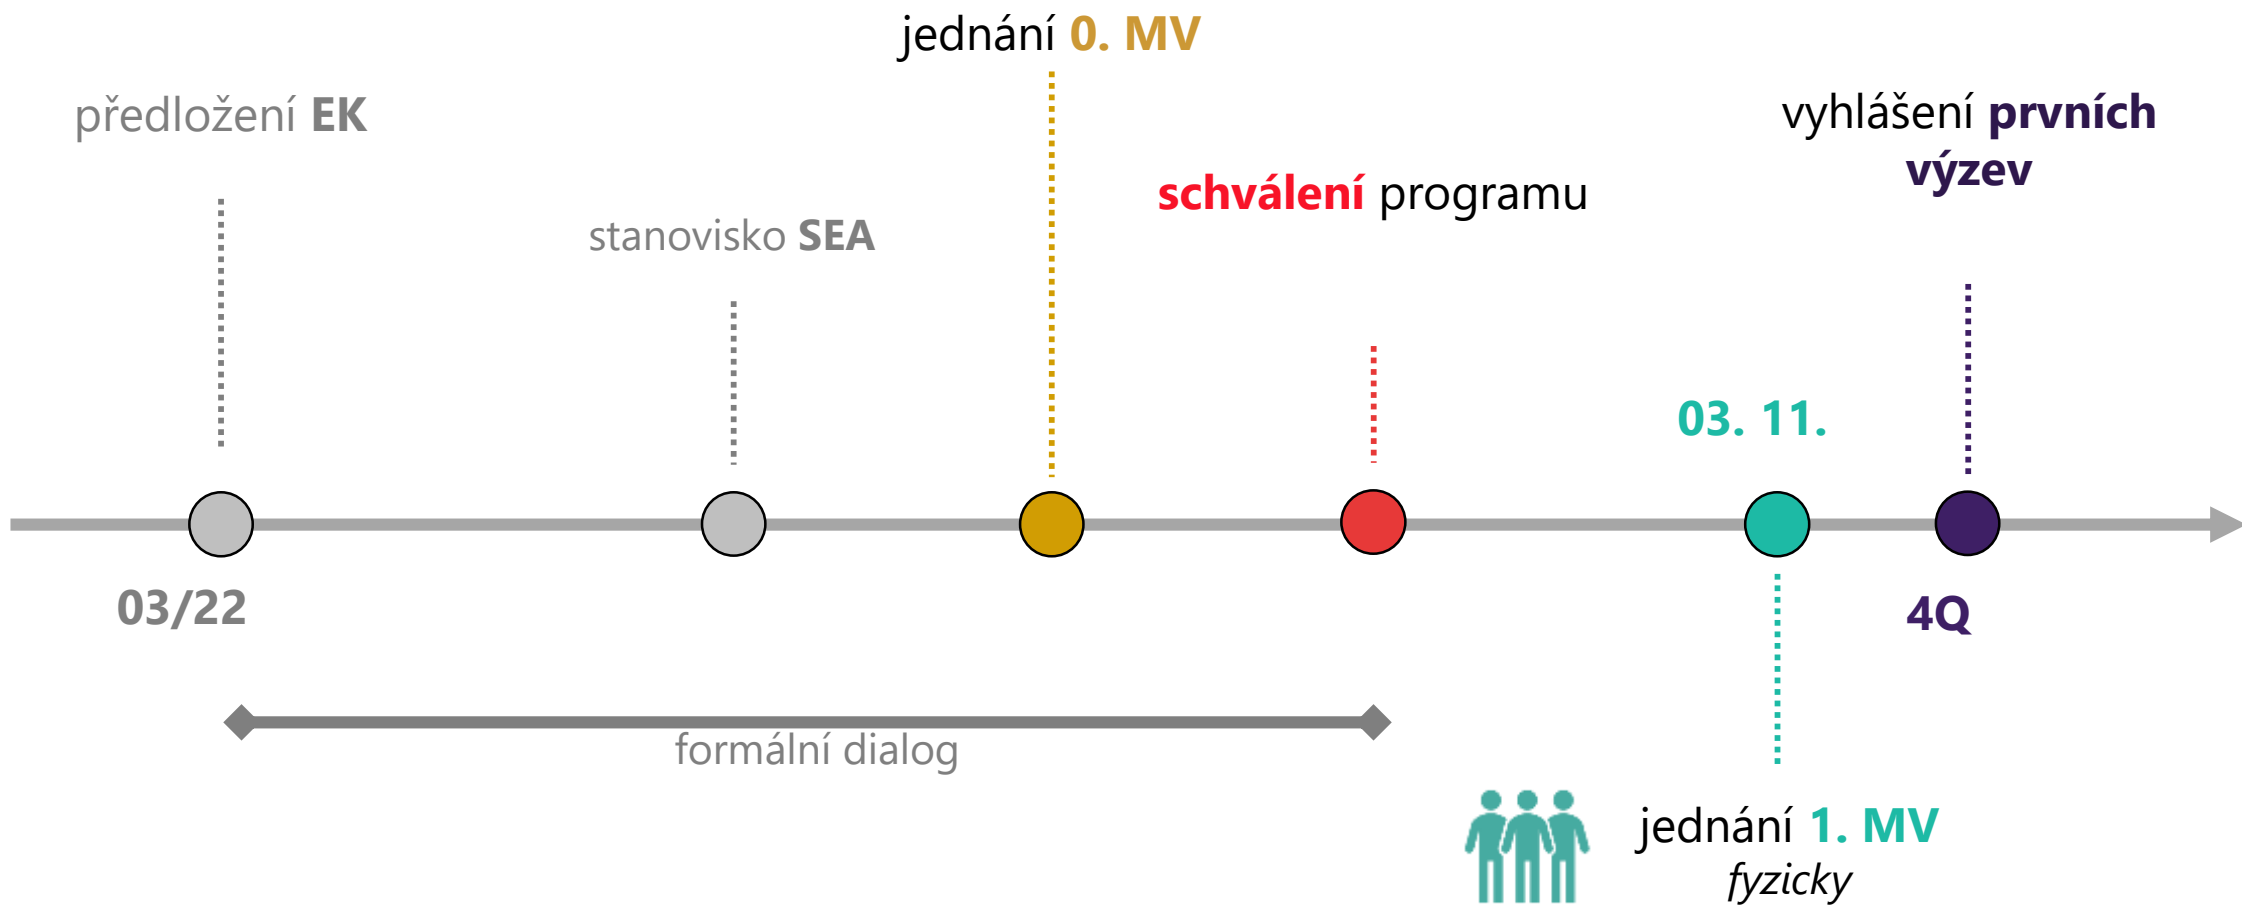 jednání 0. MV
předložení EK
vyhlášení prvních
výzev
schválení programu
stanovisko SEA
03. 11.
03/22
4Q
formální dialog
jednání 1. MV
fyzicky